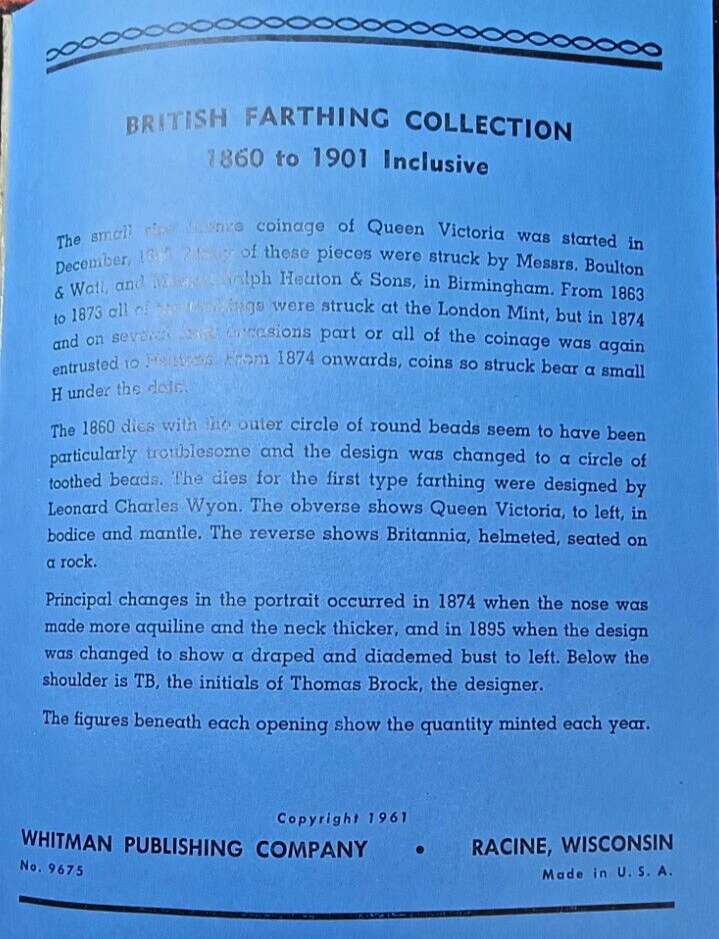 BRITISH FARTHING COLLECTION
1860 to 1901 Inclusive
The small size bronze coinage of Queen Victoria was started in
December, of these pieces were struck by Messrs. Boulton
& Watt, and Messrs. Ralph Heaton & Sons, in Birmingham. From 1863
to 1873 all of the farthings were struck at the London Mint, but in 1874
and on several occasions part or all of the coinage was again
entrusted to Heatons. From 1874 onwards, coins so struck bear a small
H under the date.
The 1860 dies with the outer circle of round beads seem to have been
particularly troublesome and the design was changed to a circle of
toothed beads. The dies for the first type farthing were designed by
Leonard Charles Wyon. The obverse shows Queen Victoria, to left, in
bodice and mantle. The reverse shows Britannia, helmeted, seated on
a rock.
Principal changes in the portrait occurred in 1874 when the nose was
made more aquiline and the neck thicker, and in 1895 when the design
was changed to show a draped and diademed bust to left. Below the
shoulder is TB, the initials of Thomas Brock, the designer.
The figures beneath each opening show the quantity minted each year.
Copyright 1961
WHITMAN PUBLISHING COMPANY • RACINE, WISCONSIN
No. 9675 Made in U. S. A.